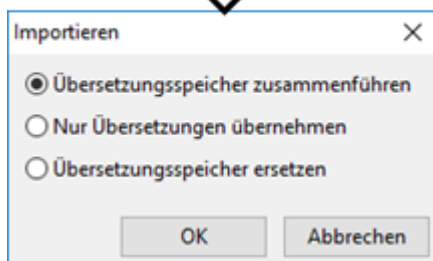 Importieren
Übersetzungsspeicher zusammenführen
Nur Übersetzungen übernehmen
Übersetzungsspeicher ersetzen
OK Abbrechen